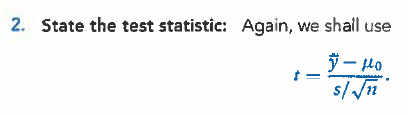 2. State the test statistic: Again, we shall use
t = ȳ − μ₀ / s/√n.